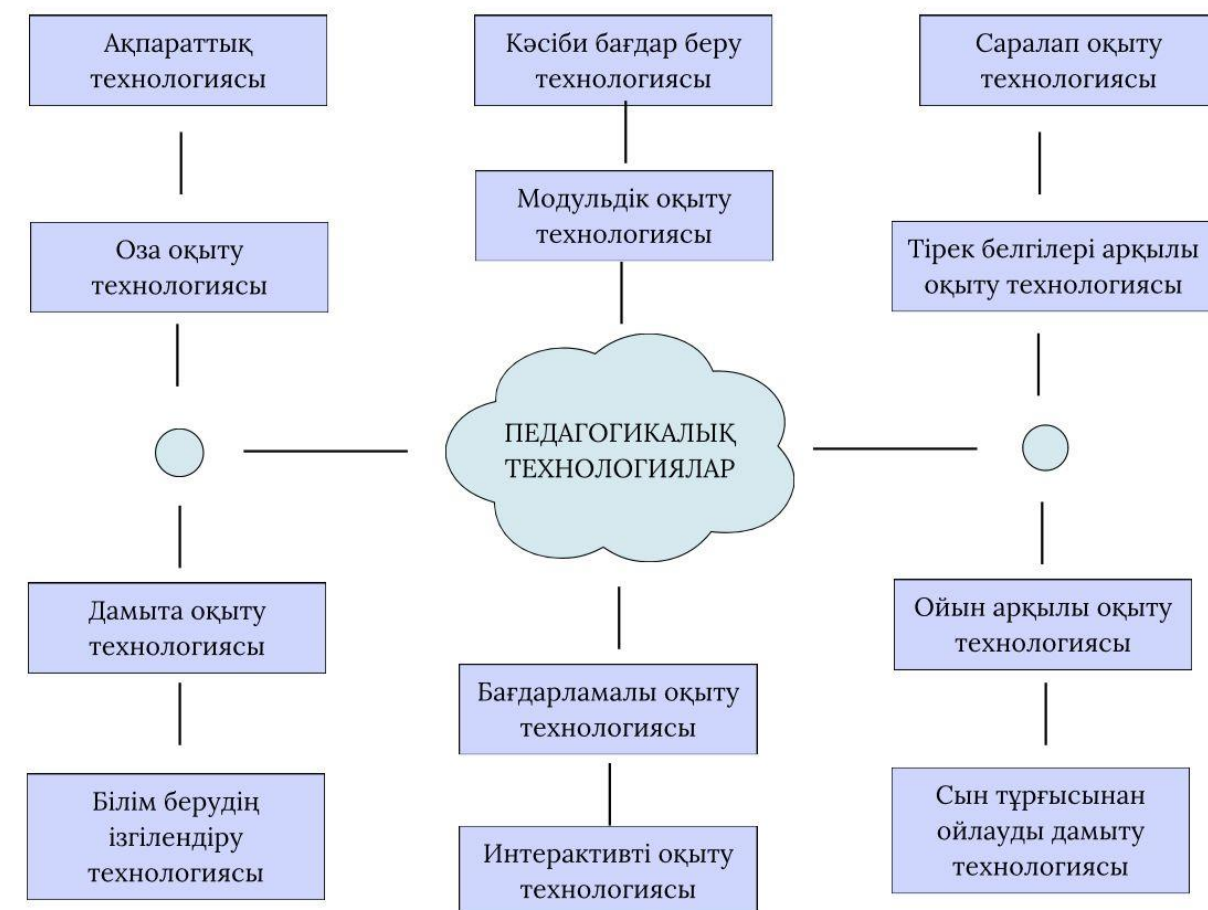 Ақпараттық
технологиясы
Кәсіби бағдар беру
технологиясы
Саралап оқыту
технологиясы
Модульдік оқыту
технологиясы
Оза оқыту
технологиясы
Тірек белгілері арқылы
оқыту технологиясы
ПЕДАГОГИКАЛЫҚ
ТЕХНОЛОГИЯЛАР
Дамыта оқыту
технологиясы
Ойын арқылы оқыту
технологиясы
Бағдарламалы оқыту
технологиясы
Білім берудің
ізгілендіру
технологиясы
Интерактивті оқыту
технологиясы
Сын тұрғысынан
ойлауды дамыту
технологиясы